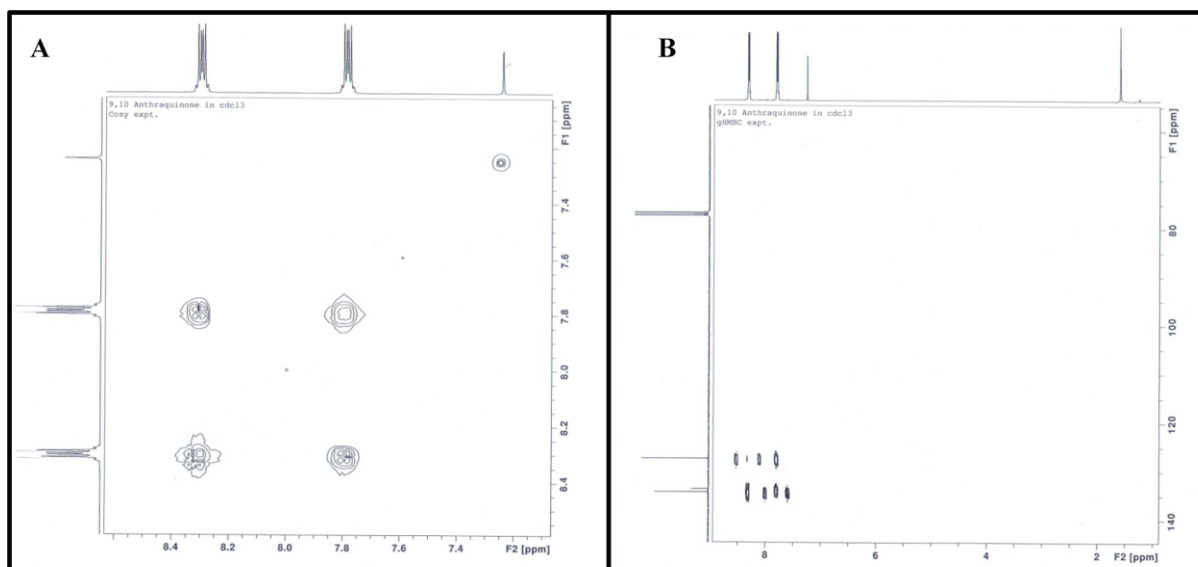 A
9,10 Anthraquinone in cdcl3
Cosy expt.
F1 [ppm]
7.4
7.6
7.8
8.0
8.2
8.4
8.4
8.2
8.0
7.8
7.6
7.4
F2 [ppm]
B
9,10 Anthraquinone in cdcl3
gHMBC expt.
F1 [ppm]
80
100
120
140
8
6
4
2
F2 [ppm]